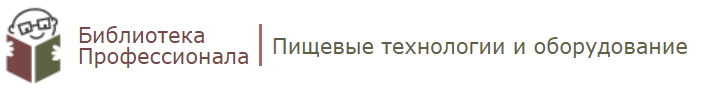 Библиотека
Профессионала
Пищевые технологии и оборудование